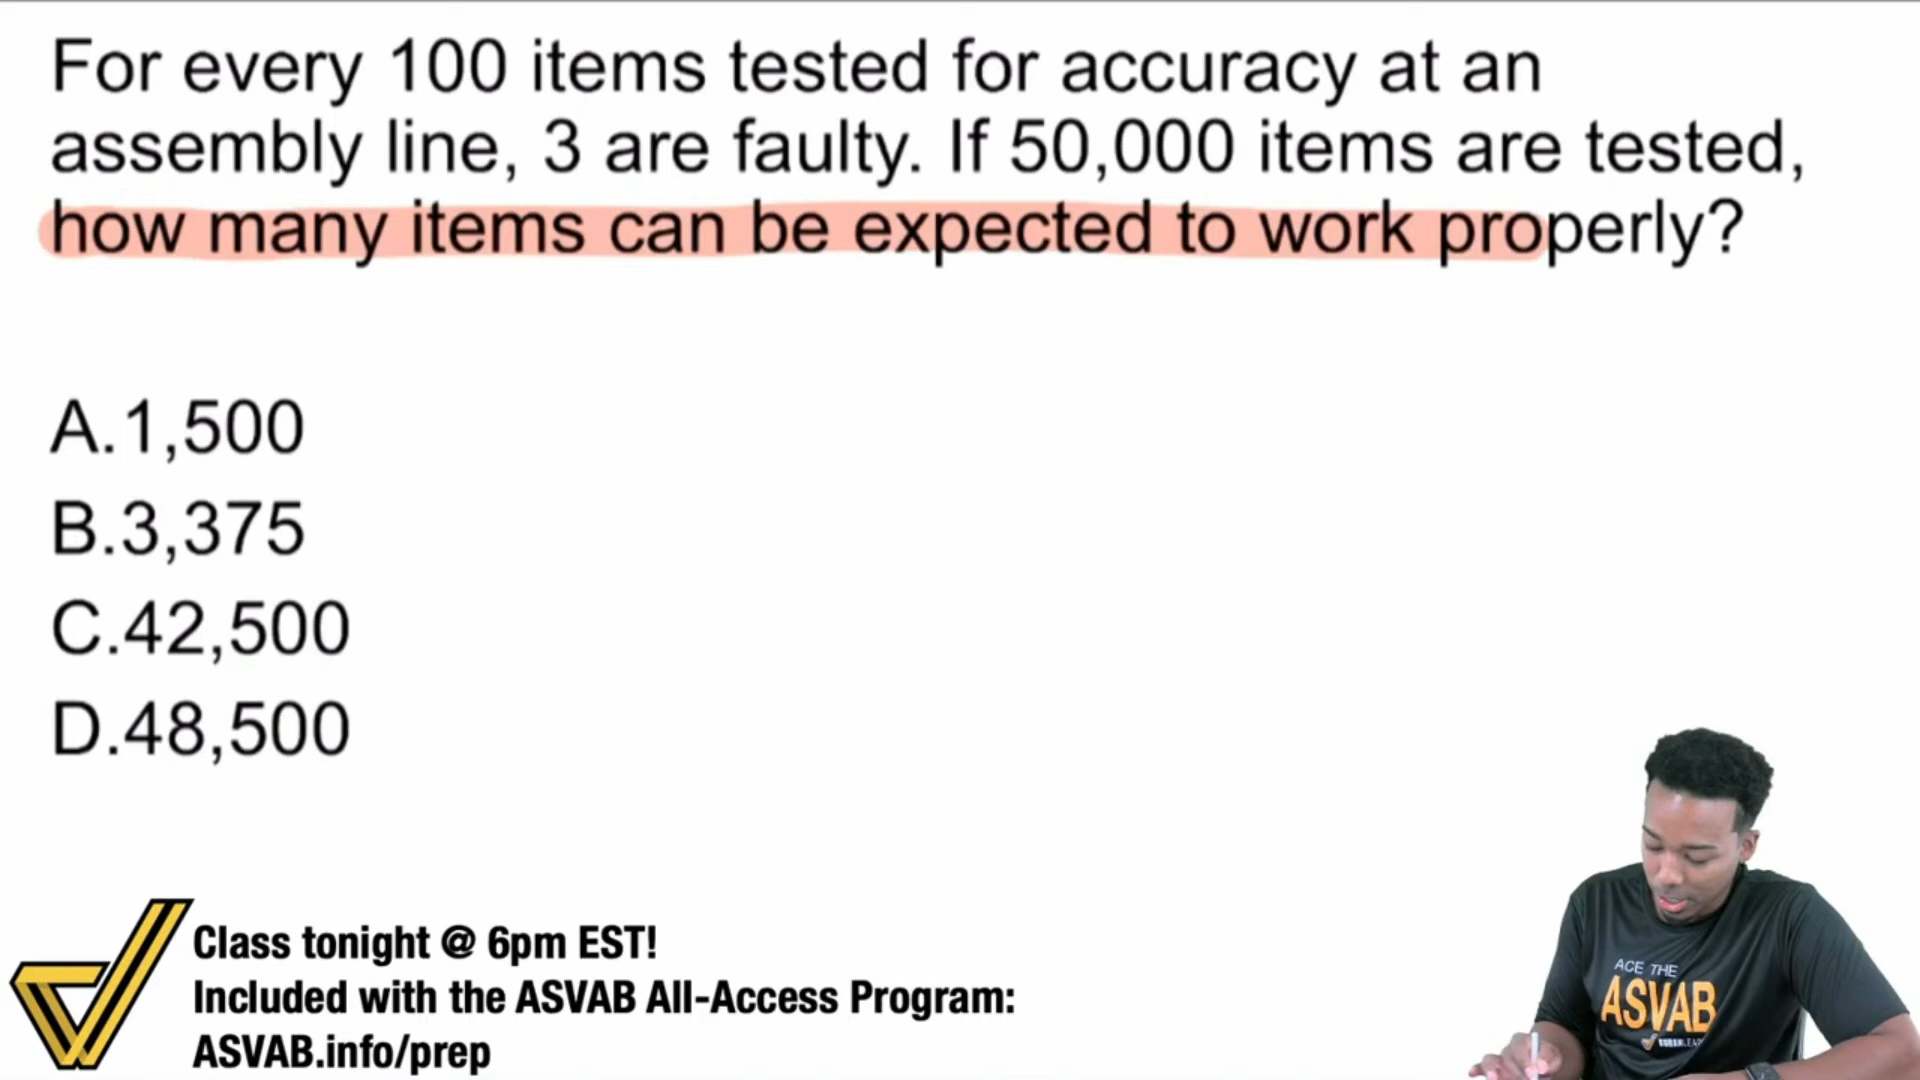 For every 100 items tested for accuracy at an
assembly line, 3 are faulty. If 50,000 items are tested,
how many items can be expected to work properly?
A.1,500
B.3,375
C.42,500
D.48,500
Class tonight @ 6pm EST!
Included with the ASVAB All-Access Program:
ASVAB.info/prep
ACE THE
ASVAB